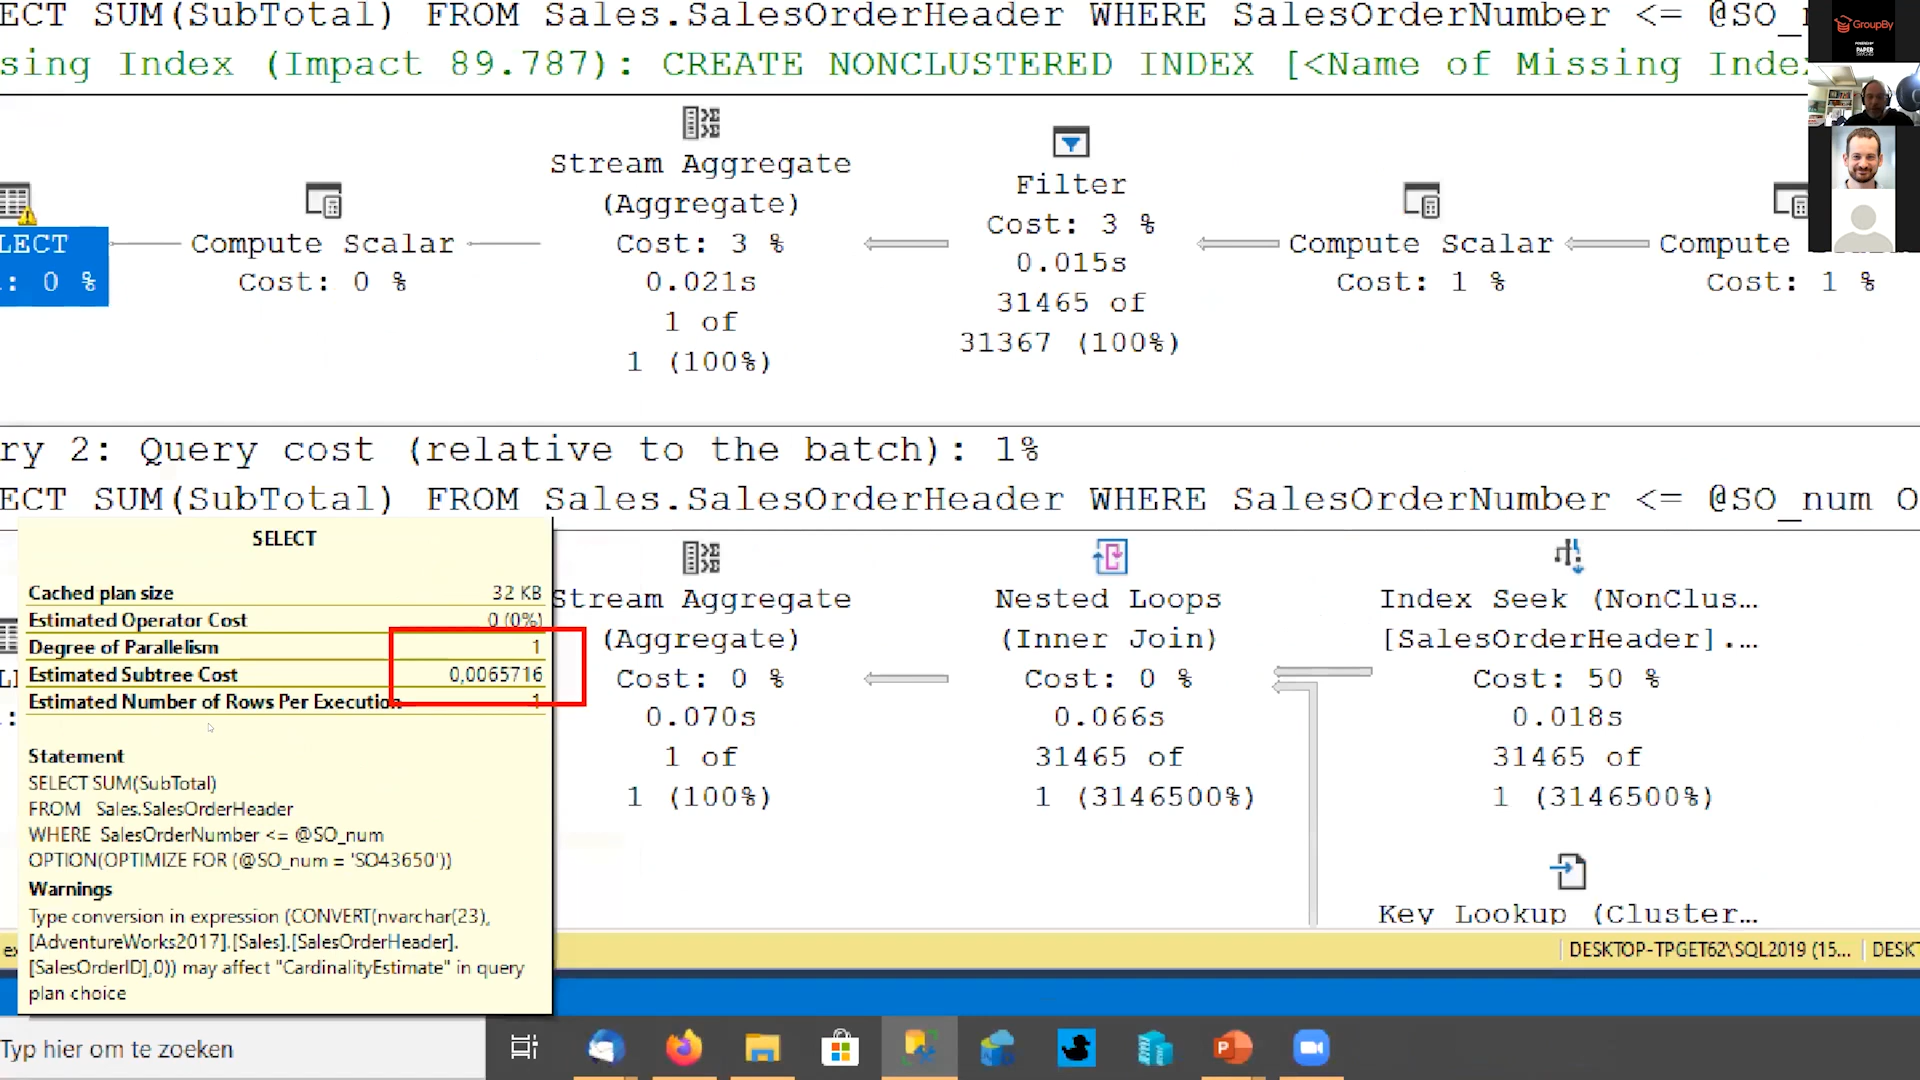 ECT SUM(SubTotal) FROM Sales.SalesOrderHeader WHERE SalesOrderNumber <= @SO_n
sing Index (Impact 89.787): CREATE NONCLUSTERED INDEX [<Name of Missing Inde
GroupBy
Stream Aggregate
(Aggregate)
Cost: 3 %
0.021s
1 of
1 (100%)
Filter
Cost: 3 %
0.015s
31465 of
31367 (100%)
LECT
: 0 %
Compute Scalar
Cost: 0 %
Compute Scalar
Cost: 1 %
Compute
Cost: 1 %
ry 2: Query cost (relative to the batch): 1%
ECT SUM(SubTotal) FROM Sales.SalesOrderHeader WHERE SalesOrderNumber <= @SO_num O
SELECT
Cached plan size 32 KB
Estimated Operator Cost 0 (0%)
Degree of Parallelism 1
Estimated Subtree Cost 0,0065716
Estimated Number of Rows Per Execution 1
Statement
SELECT SUM(SubTotal)
FROM Sales.SalesOrderHeader
WHERE SalesOrderNumber <= @SO_num
OPTION(OPTIMIZE FOR (@SO_num = 'SO43650'))
Warnings
Type conversion in expression (CONVERT(nvarchar(23),
[AdventureWorks2017].[Sales].[SalesOrderHeader].
[SalesOrderID],0)) may affect "CardinalityEstimate" in query
plan choice
Stream Aggregate
(Aggregate)
Cost: 0 %
0.070s
1 of
1 (100%)
Nested Loops
(Inner Join)
Cost: 0 %
0.066s
31465 of
1 (3146500%)
Index Seek (NonClus...
[SalesOrderHeader]....
Cost: 50 %
0.018s
31465 of
1 (3146500%)
Key Lookup (Cluster...
DESKTOP-TPGET62\SQL2019 (15... DESKT
Typ hier om te zoeken